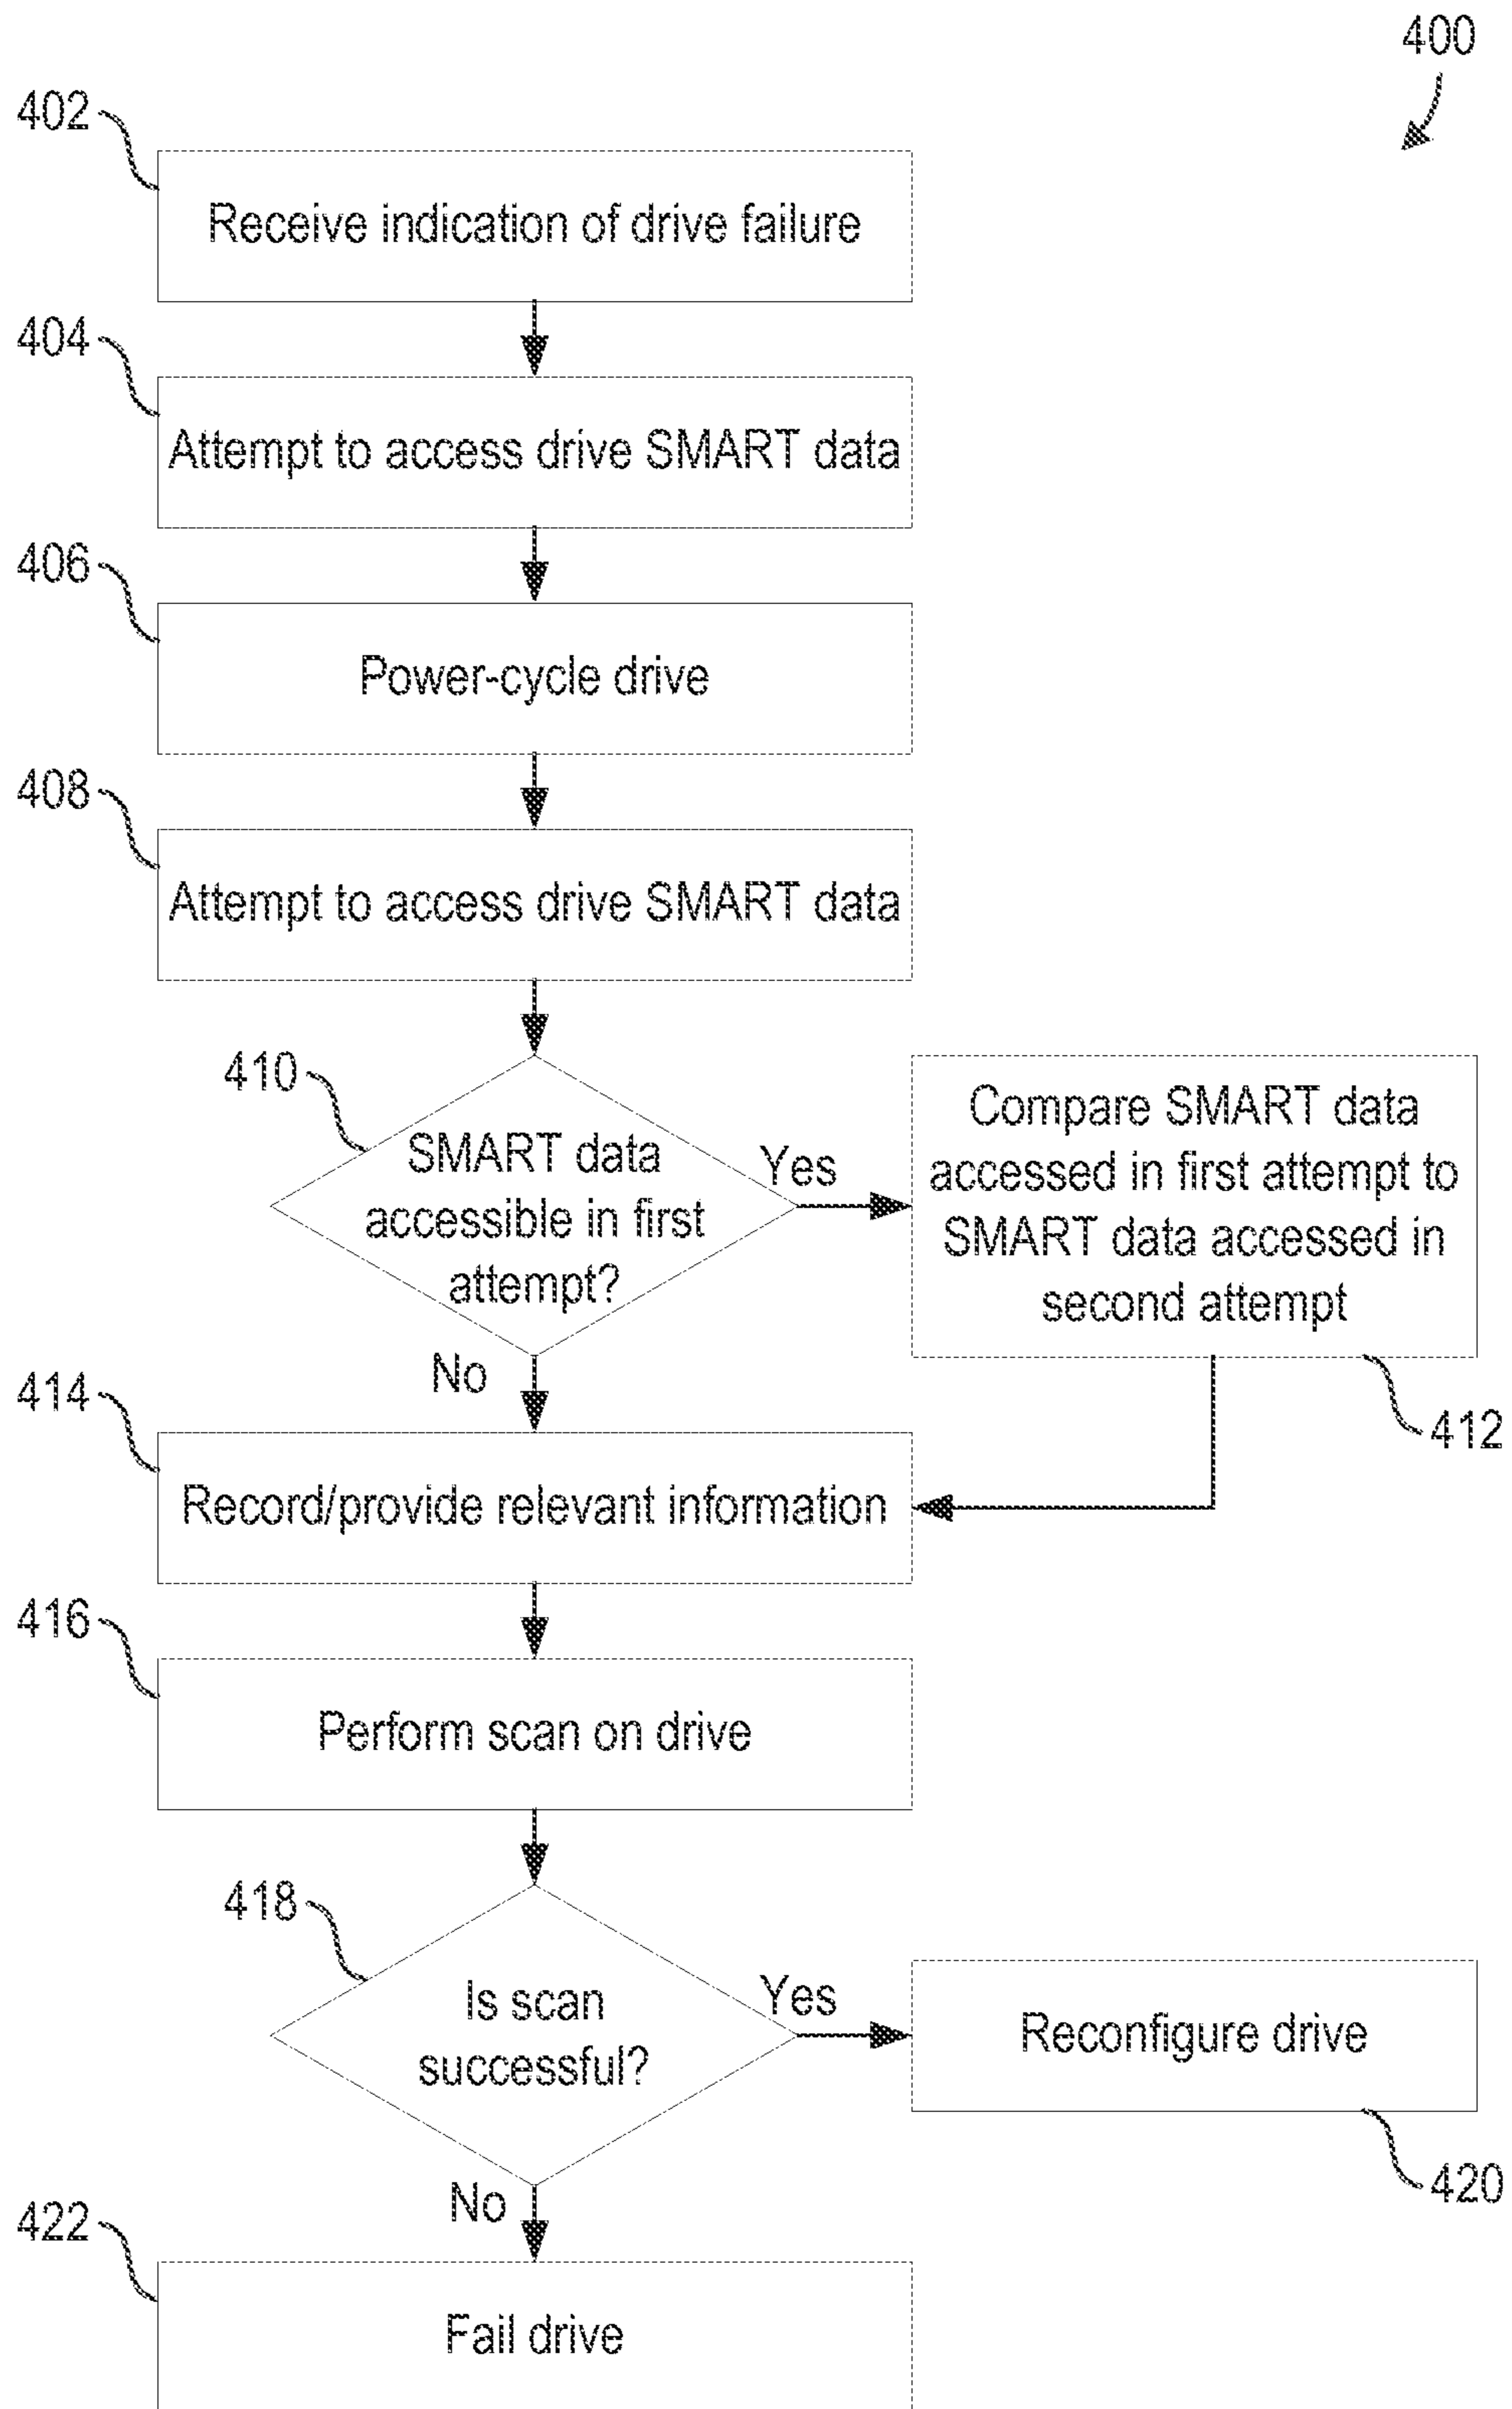 400
402
Receive indication of drive failure
404
Attempt to access drive SMART data
406
Power-cycle drive
408
Attempt to access drive SMART data
410
SMART data
accessible in first
attempt?
Yes
Compare SMART data
accessed in first attempt to
SMART data accessed in
second attempt
412
No
414
Record/provide relevant information
416
Perform scan on drive
418
Is scan
successful?
Yes
Reconfigure drive
420
No
422
Fail drive